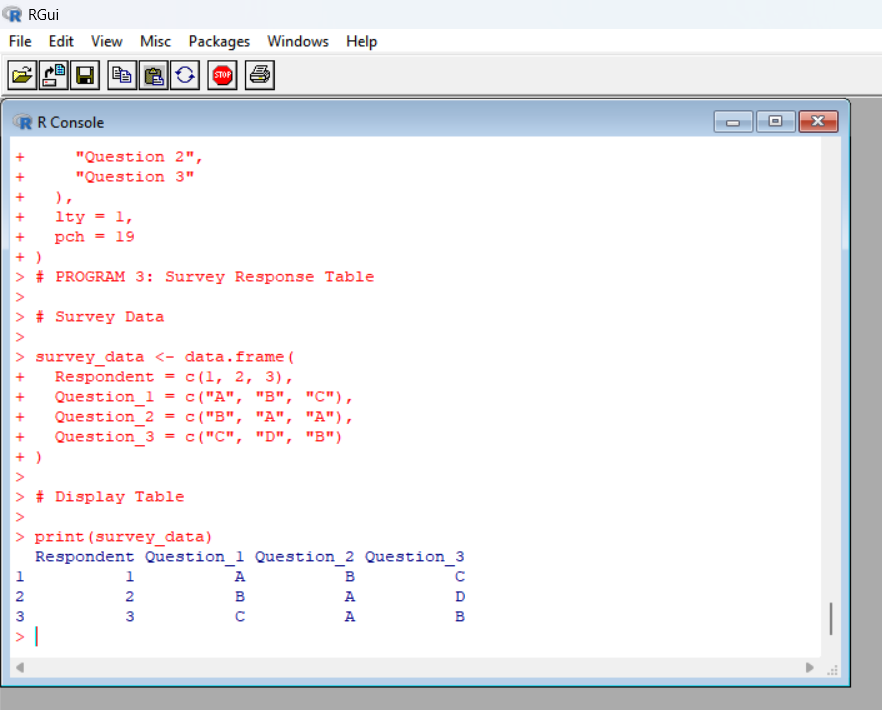 RGui
File Edit View Misc Packages Windows Help
STOP
R Console
+     "Question 2",
+     "Question 3"
+   ),
+   lty = 1,
+   pch = 19
+ )
> # PROGRAM 3: Survey Response Table
>
> # Survey Data
>
> survey_data <- data.frame(
+   Respondent = c(1, 2, 3),
+   Question_1 = c("A", "B", "C"),
+   Question_2 = c("B", "A", "A"),
+   Question_3 = c("C", "D", "B")
+ )
>
> # Display Table
>
> print(survey_data)
  Respondent Question_1 Question_2 Question_3
1          1          A          B          C
2          2          B          A          D
3          3          C          A          B
>